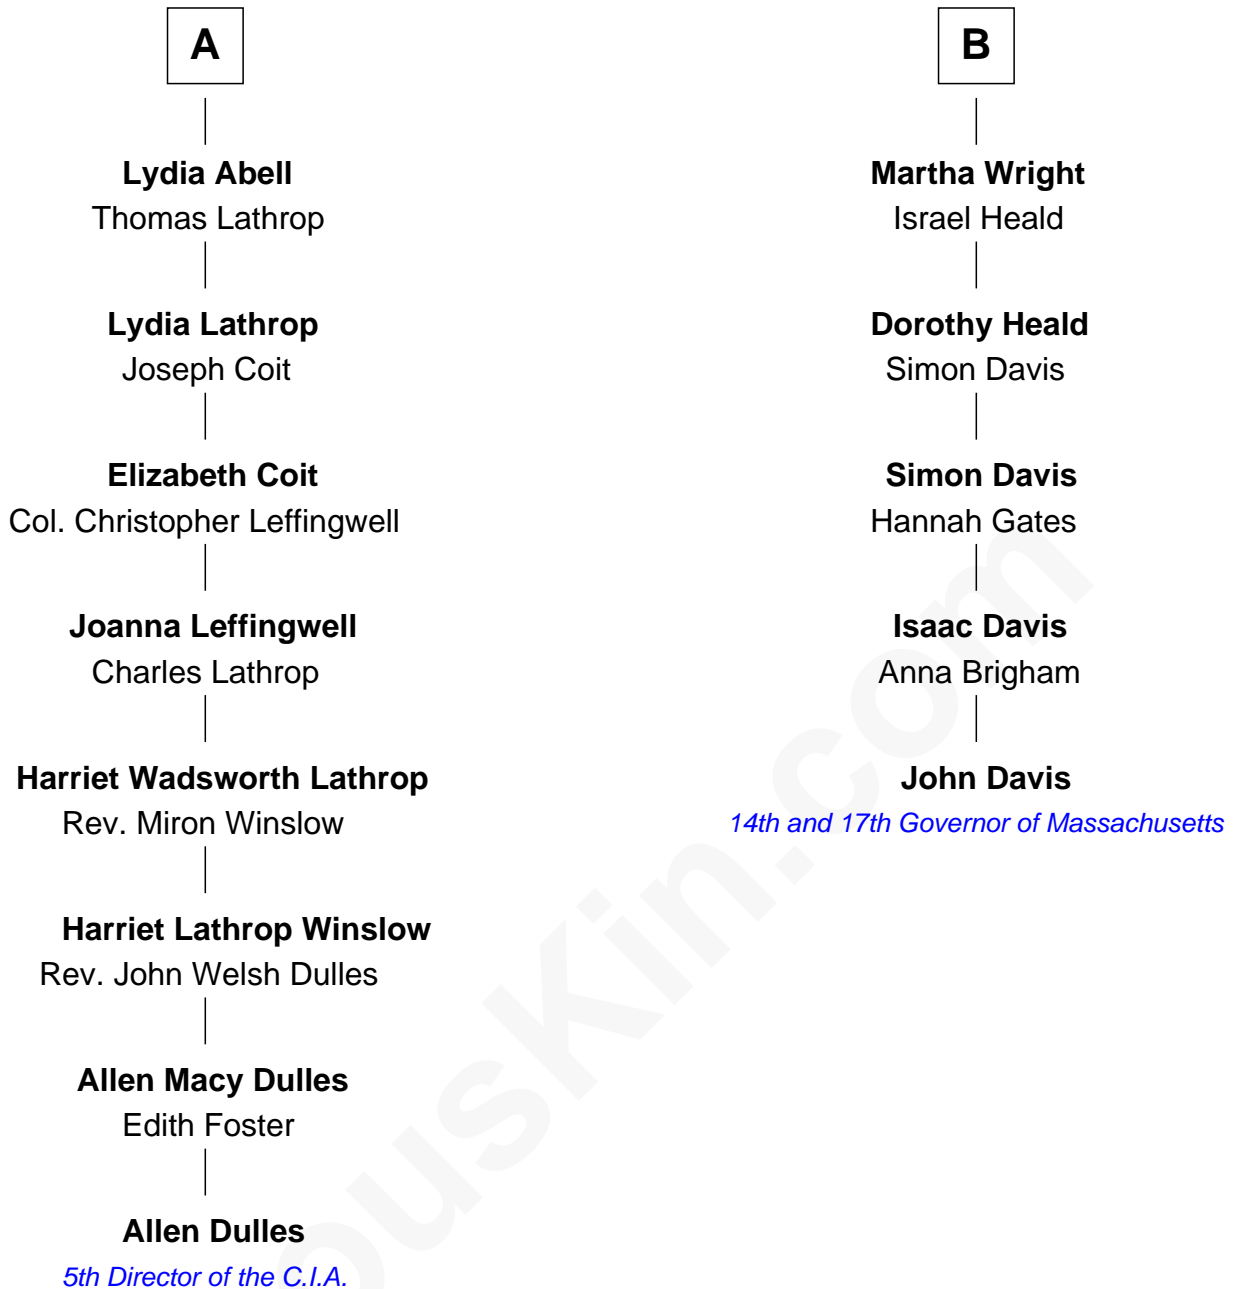 A
Lydia Abell
Thomas Lathrop
Lydia Lathrop
Joseph Coit
Elizabeth Coit
Col. Christopher Leffingwell
Joanna Leffingwell
Charles Lathrop
Harriet Wadsworth Lathrop
Rev. Miron Winslow
Harriet Lathrop Winslow
Rev. John Welsh Dulles
Allen Macy Dulles
Edith Foster
Allen Dulles
5th Director of the C.I.A.
B
Martha Wright
Israel Heald
Dorothy Heald
Simon Davis
Simon Davis
Hannah Gates
Isaac Davis
Anna Brigham
John Davis
14th and 17th Governor of Massachusetts
ousKin.com